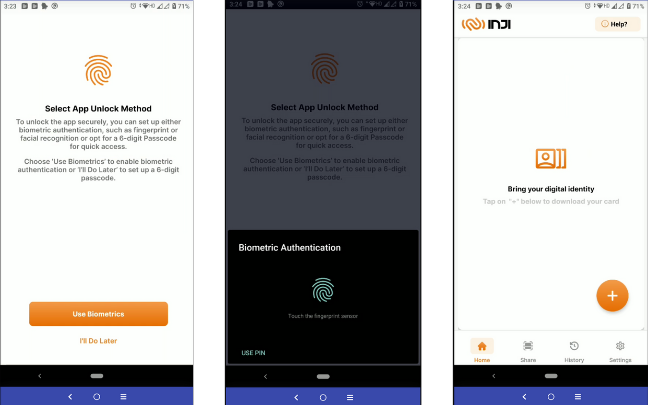 3:23
71%
Select App Unlock Method
To unlock the app securely, you can set up either
biometric authentication, such as fingerprint or
facial recognition or opt for a 6-digit Passcode
for quick access.
Choose 'Use Biometrics' to enable biometric
authentication or 'I'll Do Later' to set up a 6-digit
passcode.
Use Biometrics
I'll Do Later
3:24
71%
Select App Unlock Method
To unlock the app securely, you can set up either
biometric authentication, such as fingerprint or
facial recognition or opt for a 6-digit Passcode
for quick access.
Choose 'Use Biometrics' to enable biometric
authentication or 'I'll Do Later' to set up a 6-digit
passcode.
Biometric Authentication
Touch the fingerprint sensor
USE PIN
3:24
71%
INJI
Help?
Bring your digital identity
Tap on "+" below to download your card
+
Home Share History Settings